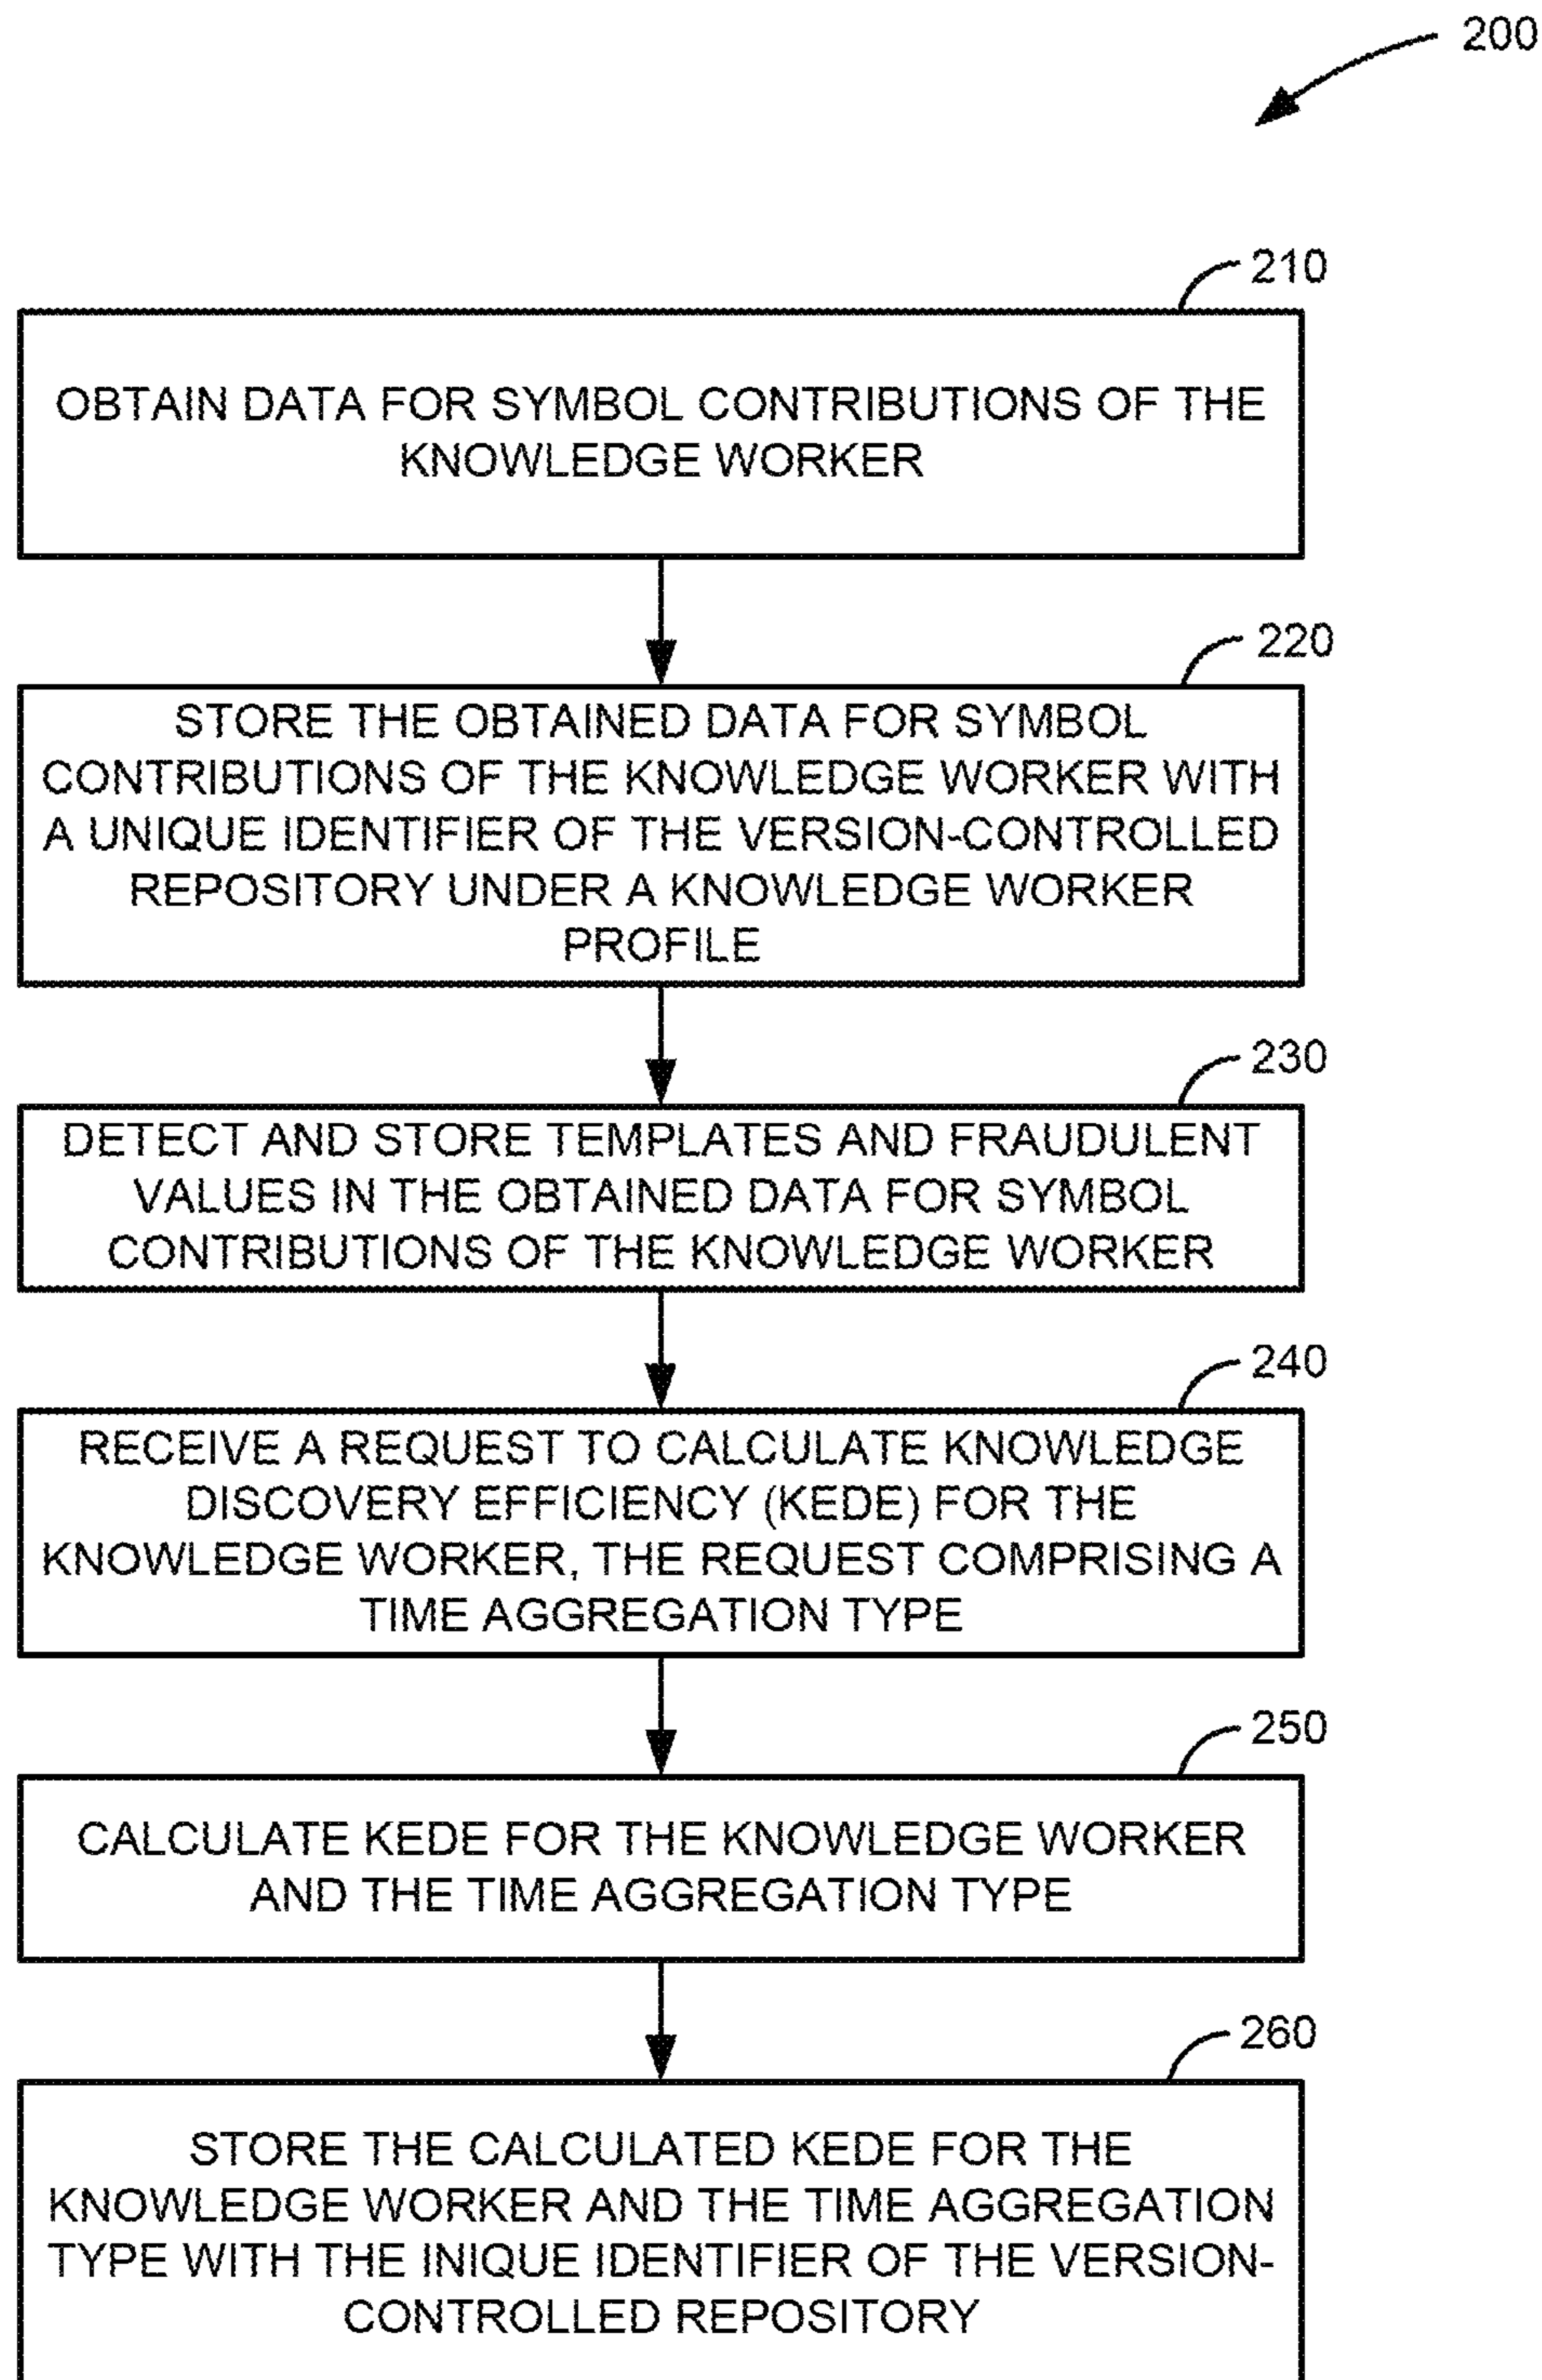 200
210
OBTAIN DATA FOR SYMBOL CONTRIBUTIONS OF THE
KNOWLEDGE WORKER
220
STORE THE OBTAINED DATA FOR SYMBOL
CONTRIBUTIONS OF THE KNOWLEDGE WORKER WITH
A UNIQUE IDENTIFIER OF THE VERSION-CONTROLLED
REPOSITORY UNDER A KNOWLEDGE WORKER
PROFILE
230
DETECT AND STORE TEMPLATES AND FRAUDULENT
VALUES IN THE OBTAINED DATA FOR SYMBOL
CONTRIBUTIONS OF THE KNOWLEDGE WORKER
240
RECEIVE A REQUEST TO CALCULATE KNOWLEDGE
DISCOVERY EFFICIENCY (KEDE) FOR THE
KNOWLEDGE WORKER, THE REQUEST COMPRISING A
TIME AGGREGATION TYPE
250
CALCULATE KEDE FOR THE KNOWLEDGE WORKER
AND THE TIME AGGREGATION TYPE
260
STORE THE CALCULATED KEDE FOR THE
KNOWLEDGE WORKER AND THE TIME AGGREGATION
TYPE WITH THE INIQUE IDENTIFIER OF THE VERSION-
CONTROLLED REPOSITORY